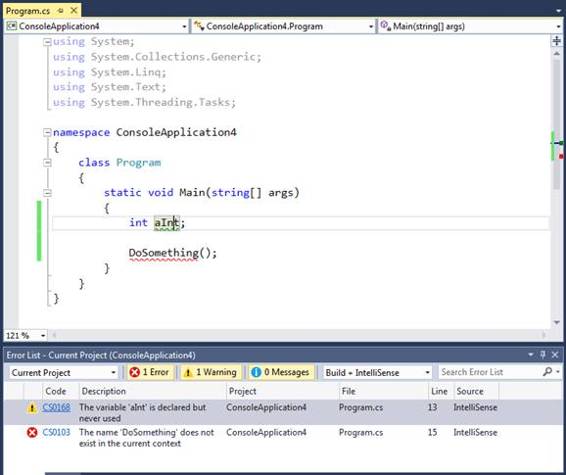 Program.cs
ConsoleApplication4 ConsoleApplication4.Program Main(string[] args)
using System;
using System.Collections.Generic;
using System.Linq;
using System.Text;
using System.Threading.Tasks;
namespace ConsoleApplication4
{
class Program
{
static void Main(string[] args)
{
int aInt;
DoSomething();
}
}
}
121 %
Error List - Current Project (ConsoleApplication4)
Current Project 1 Error 1 Warning 0 Messages Build + IntelliSense Search Error List
Code Description Project File Line Source
CS0168 The variable 'aInt' is declared but ConsoleApplication4 Program.cs 13 IntelliSense
never used
CS0103 The name 'DoSomething' does not ConsoleApplication4 Program.cs 15 IntelliSense
exist in the current context